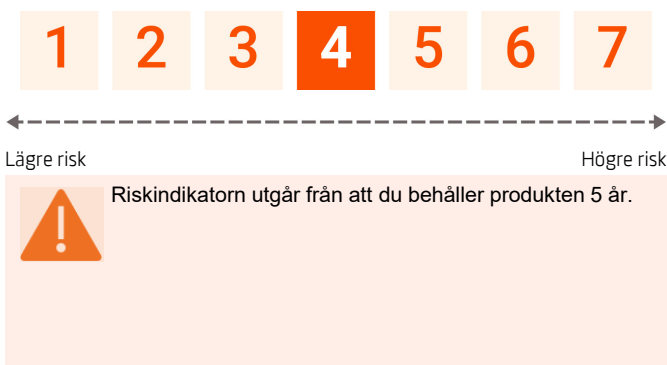 1 2 3 4 5 6 7
Lägre risk Högre risk
Riskindikatorn utgår från att du behåller produkten 5 år.